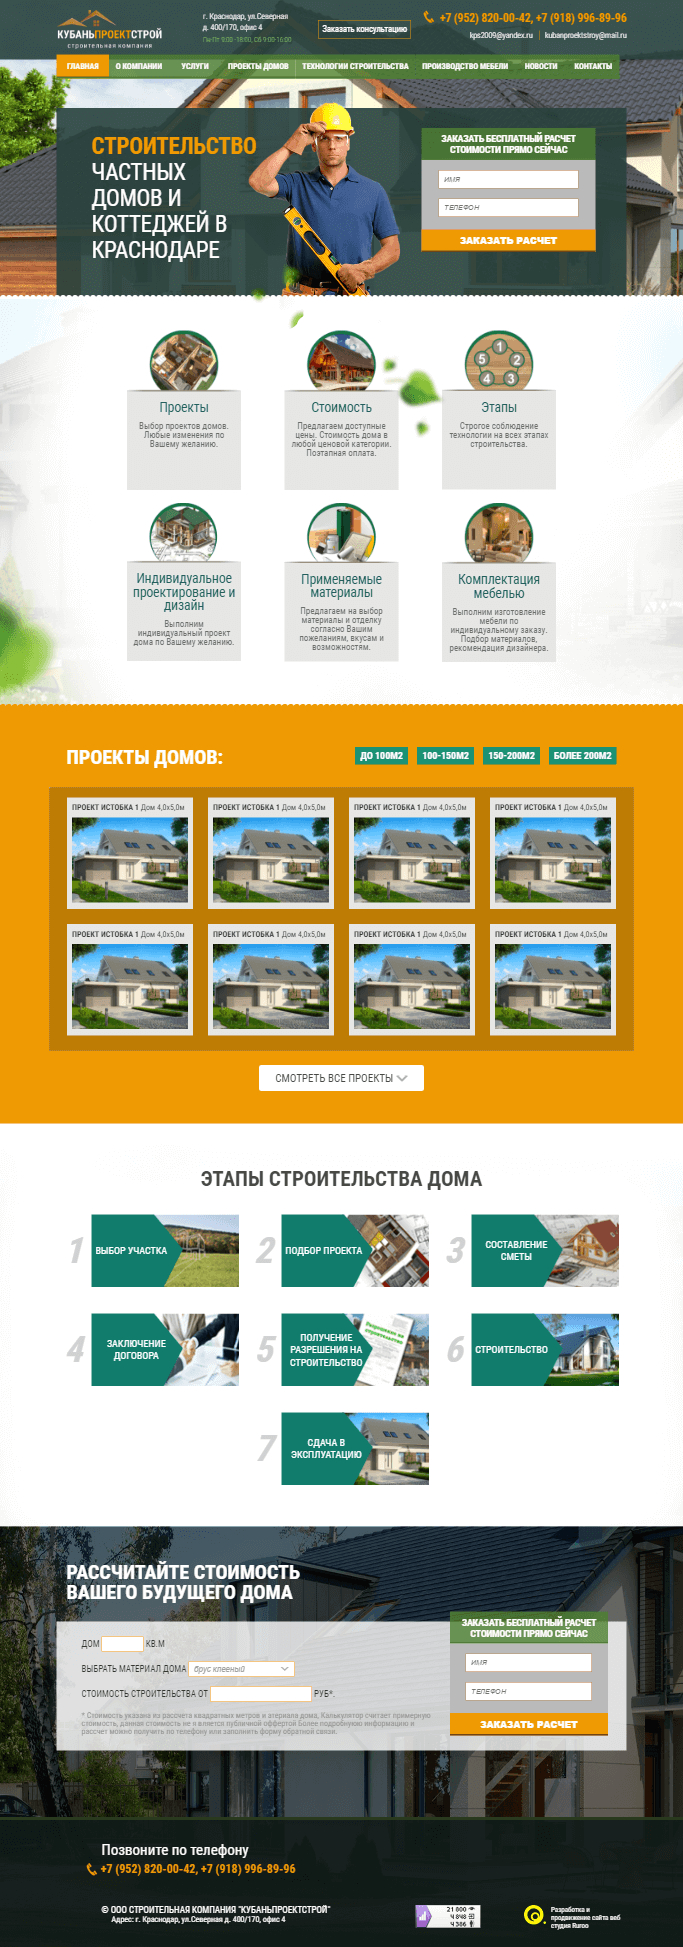 КУБАНЬПРОЕКТСТРОЙ
строительная компания
г. Краснодар, ул.Северная
д. 400/170, офис 4
Пн-Пт 9:00 -18:00, Сб 9:00-16:00
Заказать консультацию
+7 (952) 820-00-42, +7 (918) 996-89-96
kps2009@yandex.ru | kubanproektstroy@mail.ru
ГЛАВНАЯ О КОМПАНИИ УСЛУГИ ПРОЕКТЫ ДОМОВ ТЕХНОЛОГИИ СТРОИТЕЛЬСТВА ПРОИЗВОДСТВО МЕБЕЛИ НОВОСТИ КОНТАКТЫ
СТРОИТЕЛЬСТВО
ЧАСТНЫХ
ДОМОВ И
КОТТЕДЖЕЙ В
КРАСНОДАРЕ
ЗАКАЗАТЬ БЕСПЛАТНЫЙ РАСЧЕТ
СТОИМОСТИ ПРЯМО СЕЙЧАС
ИМЯ
ТЕЛЕФОН
ЗАКАЗАТЬ РАСЧЕТ
Проекты
Выбор проектов домов.
Любые изменения по
Вашему желанию.
Стоимость
Предлагаем доступные
цены. Стоимость дома в
любой ценовой категории.
Поэтапная оплата.
1
2
3
4
5
Этапы
Строгое соблюдение
технологии на всех этапах
строительства.
Индивидуальное
проектирование и
дизайн
Выполним
индивидуальный проект
дома по Вашему желанию.
Применяемые
материалы
Предлагаем на выбор
материалы и отделку
согласно Вашим
пожеланиям, вкусам и
возможностям.
Комплектация
мебелью
Выполним изготовление
мебели по
индивидуальному заказу.
Подбор материалов,
рекомендация дизайнера.
ПРОЕКТЫ ДОМОВ:
ДО 100М2 100-150М2 150-200М2 БОЛЕЕ 200М2
ПРОЕКТ ИСТОБКА 1 Дом 4,0х5,0м
ПРОЕКТ ИСТОБКА 1 Дом 4,0х5,0м
ПРОЕКТ ИСТОБКА 1 Дом 4,0х5,0м
ПРОЕКТ ИСТОБКА 1 Дом 4,0х5,0м
ПРОЕКТ ИСТОБКА 1 Дом 4,0х5,0м
ПРОЕКТ ИСТОБКА 1 Дом 4,0х5,0м
ПРОЕКТ ИСТОБКА 1 Дом 4,0х5,0м
ПРОЕКТ ИСТОБКА 1 Дом 4,0х5,0м
СМОТРЕТЬ ВСЕ ПРОЕКТЫ
ЭТАПЫ СТРОИТЕЛЬСТВА ДОМА
1 ВЫБОР УЧАСТКА
2 ПОДБОР ПРОЕКТА
3 СОСТАВЛЕНИЕ
СМЕТЫ
4 ЗАКЛЮЧЕНИЕ
ДОГОВОРА
5 ПОЛУЧЕНИЕ
РАЗРЕШЕНИЯ НА
СТРОИТЕЛЬСТВО
6 СТРОИТЕЛЬСТВО
7 СДАЧА В
ЭКСПЛУАТАЦИЮ
РАССЧИТАЙТЕ СТОИМОСТЬ
ВАШЕГО БУДУЩЕГО ДОМА
ДОМ КВ.М
ВЫБРАТЬ МАТЕРИАЛ ДОМА брус клееный
СТОИМОСТЬ СТРОИТЕЛЬСТВА ОТ РУБ*.
* Стоимость указана из рассчета квадратных метров и атериала дома, Калькулятор считает примерную
стоимость, данная стоимость не о вляется публичной оффертой Более подробнуюю информацию и
рассчет можно получить по телефону или заполнить форму обратной связи.
ЗАКАЗАТЬ БЕСПЛАТНЫЙ РАСЧЕТ
СТОИМОСТИ ПРЯМО СЕЙЧАС
ИМЯ
ТЕЛЕФОН
ЗАКАЗАТЬ РАСЧЕТ
Позвоните по телефону
+7 (952) 820-00-42, +7 (918) 996-89-96
© ООО СТРОИТЕЛЬНАЯ КОМПАНИЯ "КУБАНЬПРОЕКТСТРОЙ"
Адрес: г. Краснодар, ул.Северная д. 400/170, офис 4
21 800
4 848
4 386
Разработка и
продвижение сайта веб
студия Ruroo